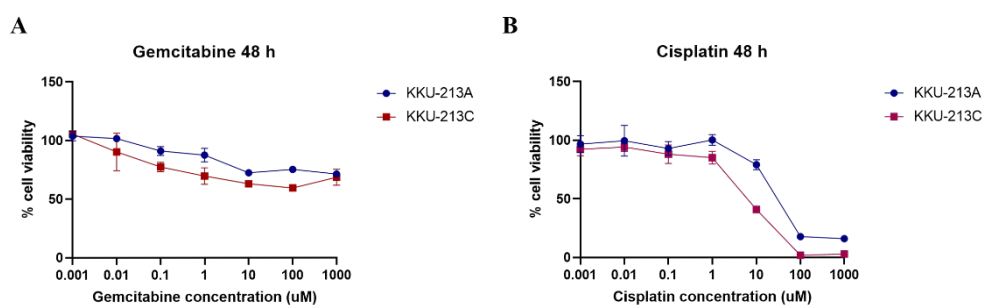 A
Gemcitabine 48 h
% cell viability
150
100
50
0
0.001 0.01 0.1 1 10 100 1000
Gemcitabine concentration (uM)
KKU-213A
KKU-213C
B
Cisplatin 48 h
% cell viability
150
100
50
0
0.001 0.01 0.1 1 10 100 1000
Cisplatin concentration (uM)
KKU-213A
KKU-213C